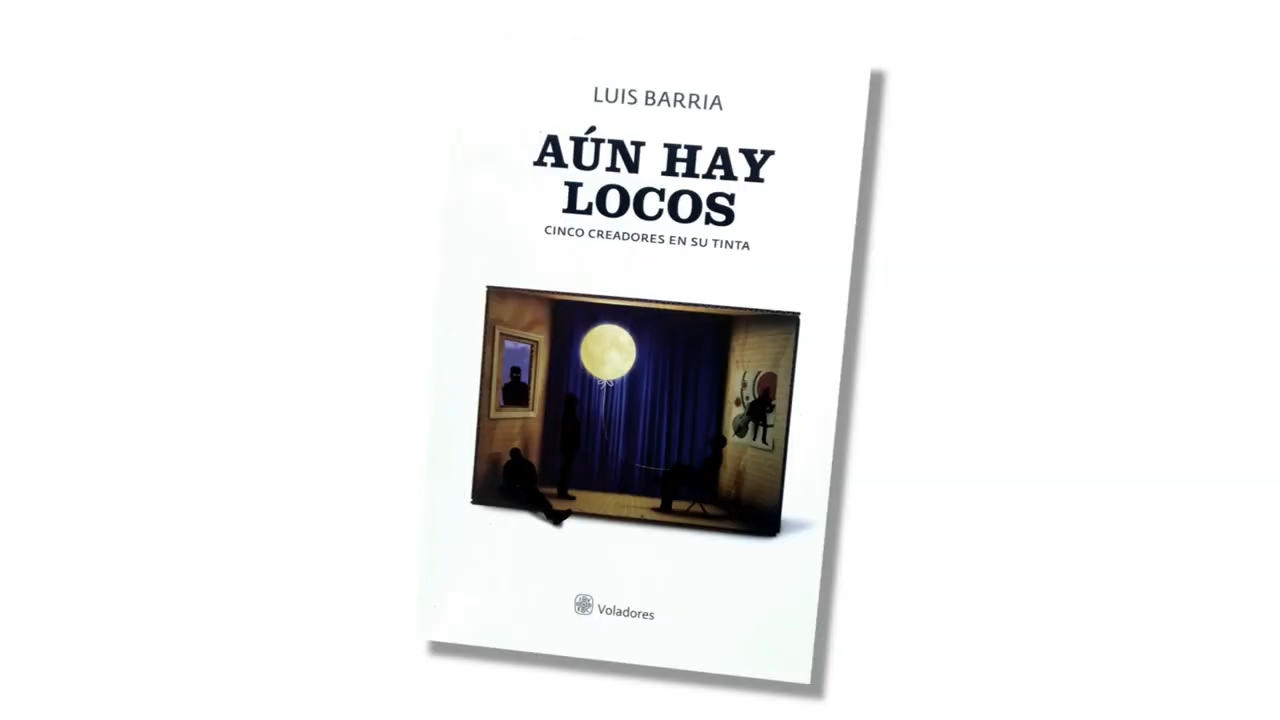 LUIS BARRIA
AÚN HAY
LOCOS
CINCO CREADORES EN SU TINTA
Voladores